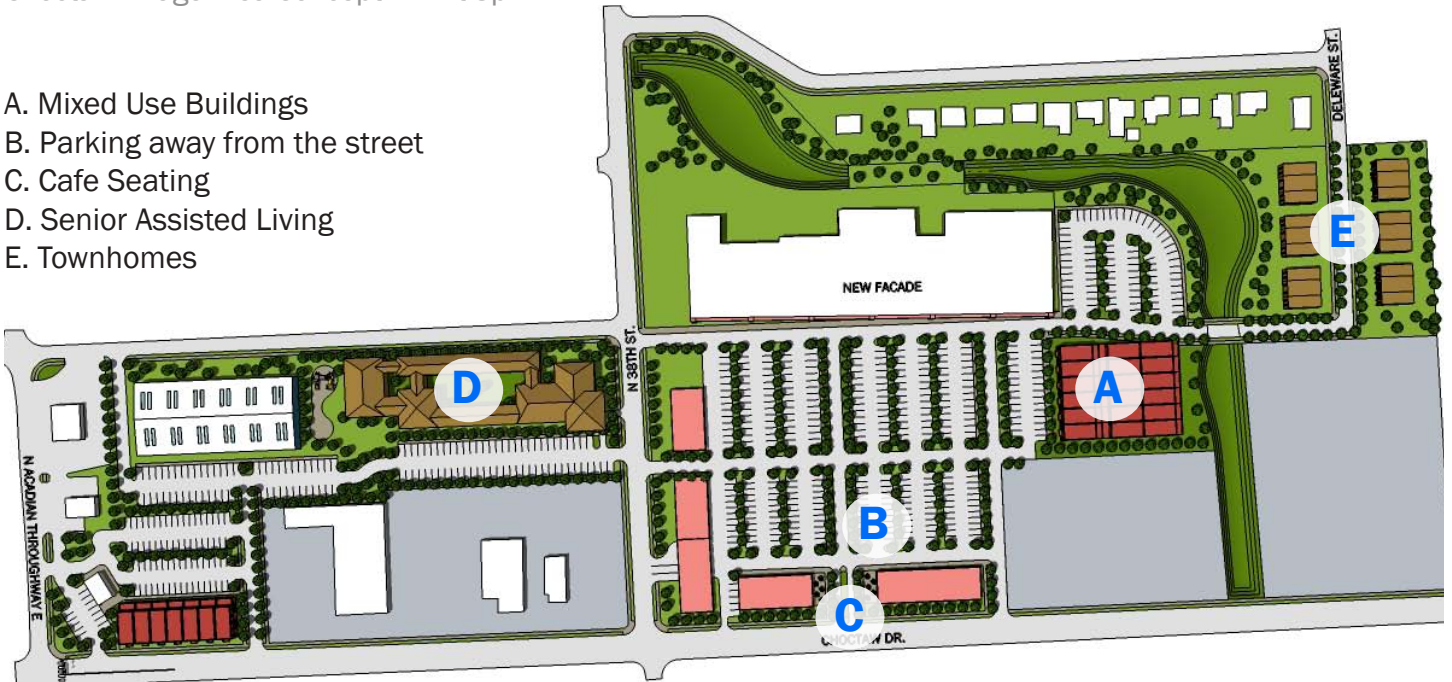 A. Mixed Use Buildings
B. Parking away from the street
C. Cafe Seating
D. Senior Assisted Living
E. Townhomes
DELEWARE ST.
E
NEW FACADE
N 38TH ST.
D
A
N ACADIAN THROUGHWAY E
B
C
CHOCTAW DR.